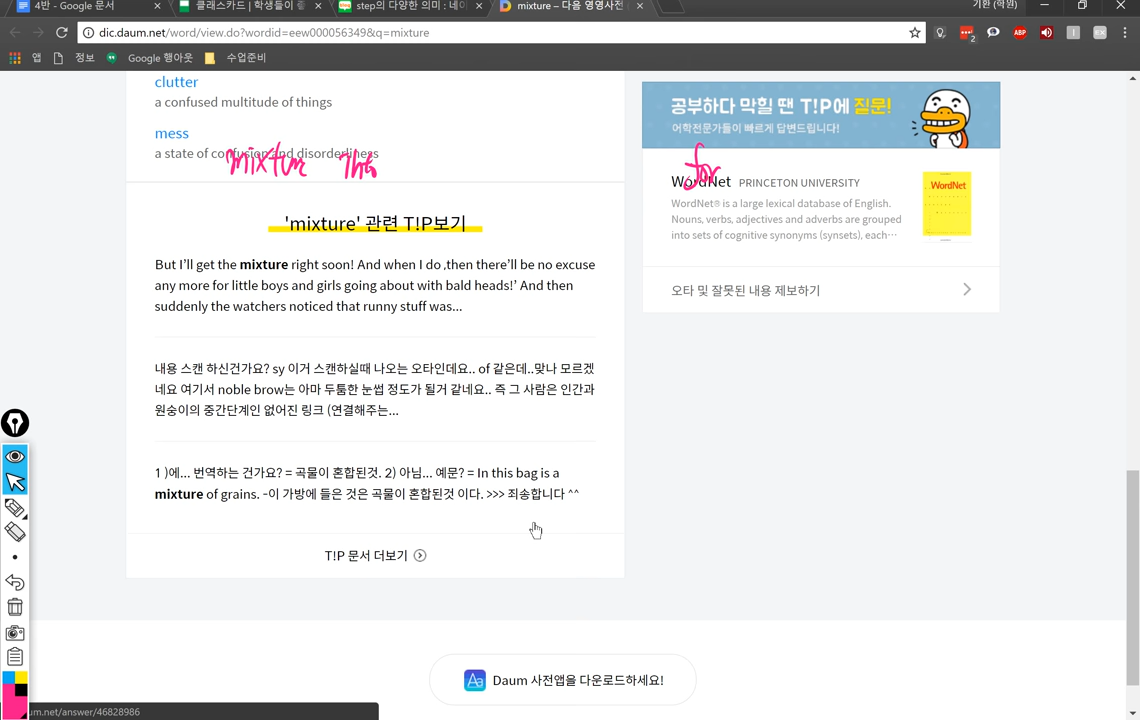 4반 - Google 문서
클래스카드 | 학생들이 좋
step의 다양한 의미 : 네이
mixture – 다음 영영사전
기환 (학원)
dic.daum.net/word/view.do?wordid=eew000056349&q=mixture
앱
정보
Google 행아웃
수업준비
clutter
a confused multitude of things
mess
a state of confusion and disorderliness
mixture
'mixture' 관련 T!P보기
But I’ll get the mixture right soon! And when I do ,then there’ll be no excuse
any more for little boys and girls going about with bald heads!’ And then
suddenly the watchers noticed that runny stuff was...
내용 스캔 하신건가요? sy 이거 스캔하실때 나오는 오타인데요.. of 같은데..맞나 모르겠
네요 여기서 noble brow는 아마 두툼한 눈썹 정도가 될거 같네요.. 즉 그 사람은 인간과
원숭이의 중간단계인 없어진 링크 (연결해주는...
1 )에... 번역하는 건가요? = 곡물이 혼합된것. 2) 아님... 예문? = In this bag is a
mixture of grains. -이 가방에 들은 것은 곡물이 혼합된것 이다. >>> 죄송합니다 ^^
T!P 문서 더보기
공부하다 막힐 땐 T!P에 질문!
어학전문가들이 빠르게 답변드립니다!
for
WordNet PRINCETON UNIVERSITY
WordNet® is a large lexical database of English.
Nouns, verbs, adjectives and adverbs are grouped
into sets of cognitive synonyms (synsets), each…
WordNet
오타 및 잘못된 내용 제보하기
Daum 사전앱을 다운로드하세요!
um.net/answer/46828986
ABP
2